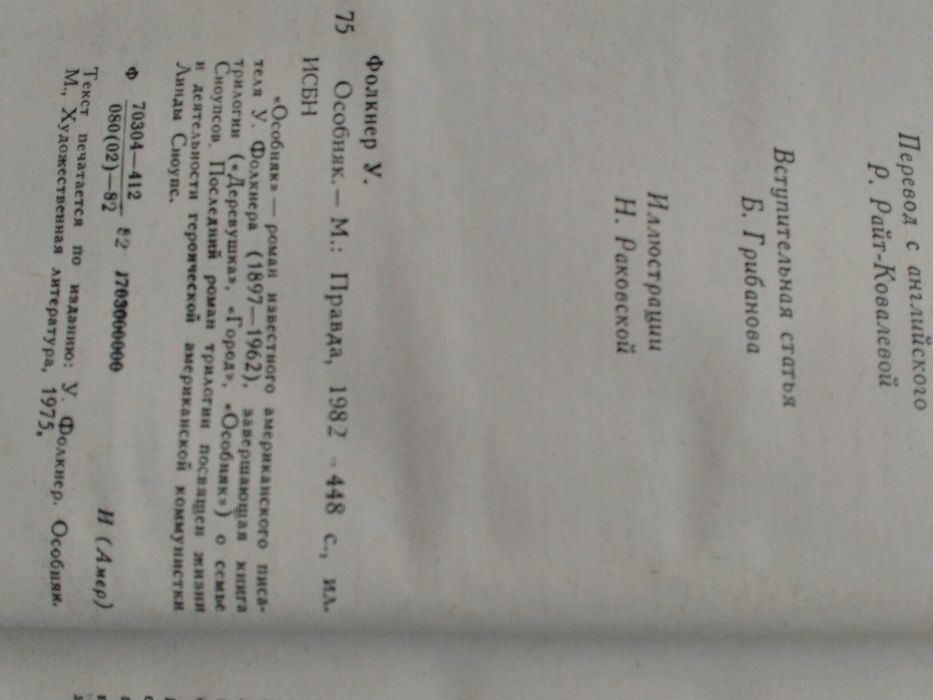 Перевод с английского
Р. Райт-Ковалевой
Вступительная статья
Б. Грибанова
Иллюстрации
Н. Раковской
Фолкнер У.
75 Особняк.— М.: Правда, 1982 448 с., ил.
ИСБН
«Особняк» — роман известного американского писа-
теля У. Фолкнера (1897—1962), завершающая книга
трилогии («Деревушка», «Город», «Особняк») о семье
Сноупсов. Последний роман трилогии посвящен жизни
и деятельности героической американской коммунистки
Линды Сноупс.
Ф 70304—412
080(02)—82 82 1703000000
И (Амер)
Текст печатается по изданию: У. Фолкнер. Особняк.
М., Художественная литература, 1975.